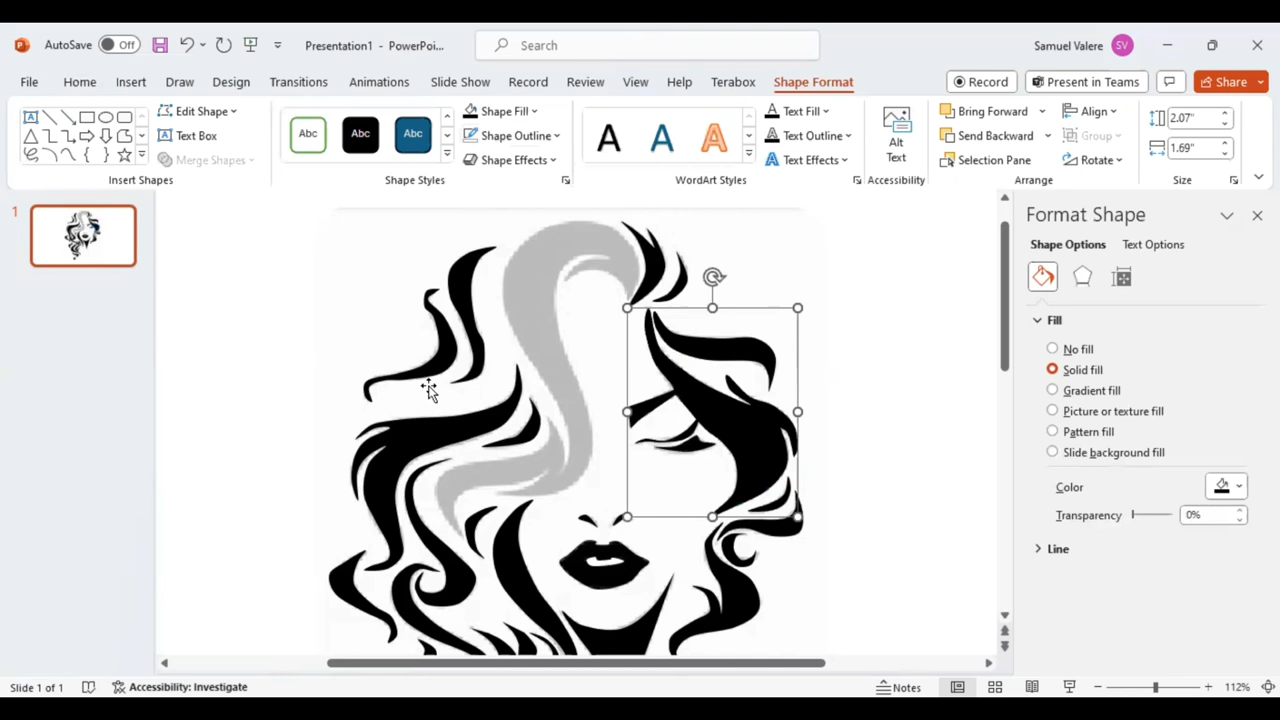 AutoSave Off Presentation1 - PowerPoi... Search Samuel Valere SV
File Home Insert Draw Design Transitions Animations Slide Show Record Review View Help Terabox Shape Format Record Present in Teams Share
Edit Shape Abc Abc Abc Shape Fill A A A Text Fill Bring Forward Align 2.07"
Text Box Shape Outline Text Outline Alt Text Send Backward Group 1.69"
Merge Shapes Shape Effects Text Effects Selection Pane Rotate
Insert Shapes Shape Styles WordArt Styles Accessibility Arrange Size
1
Format Shape
Shape Options Text Options
Fill
No fill
Solid fill
Gradient fill
Picture or texture fill
Pattern fill
Slide background fill
Color
Transparency 0%
Line
Slide 1 of 1 Accessibility: Investigate Notes 112%